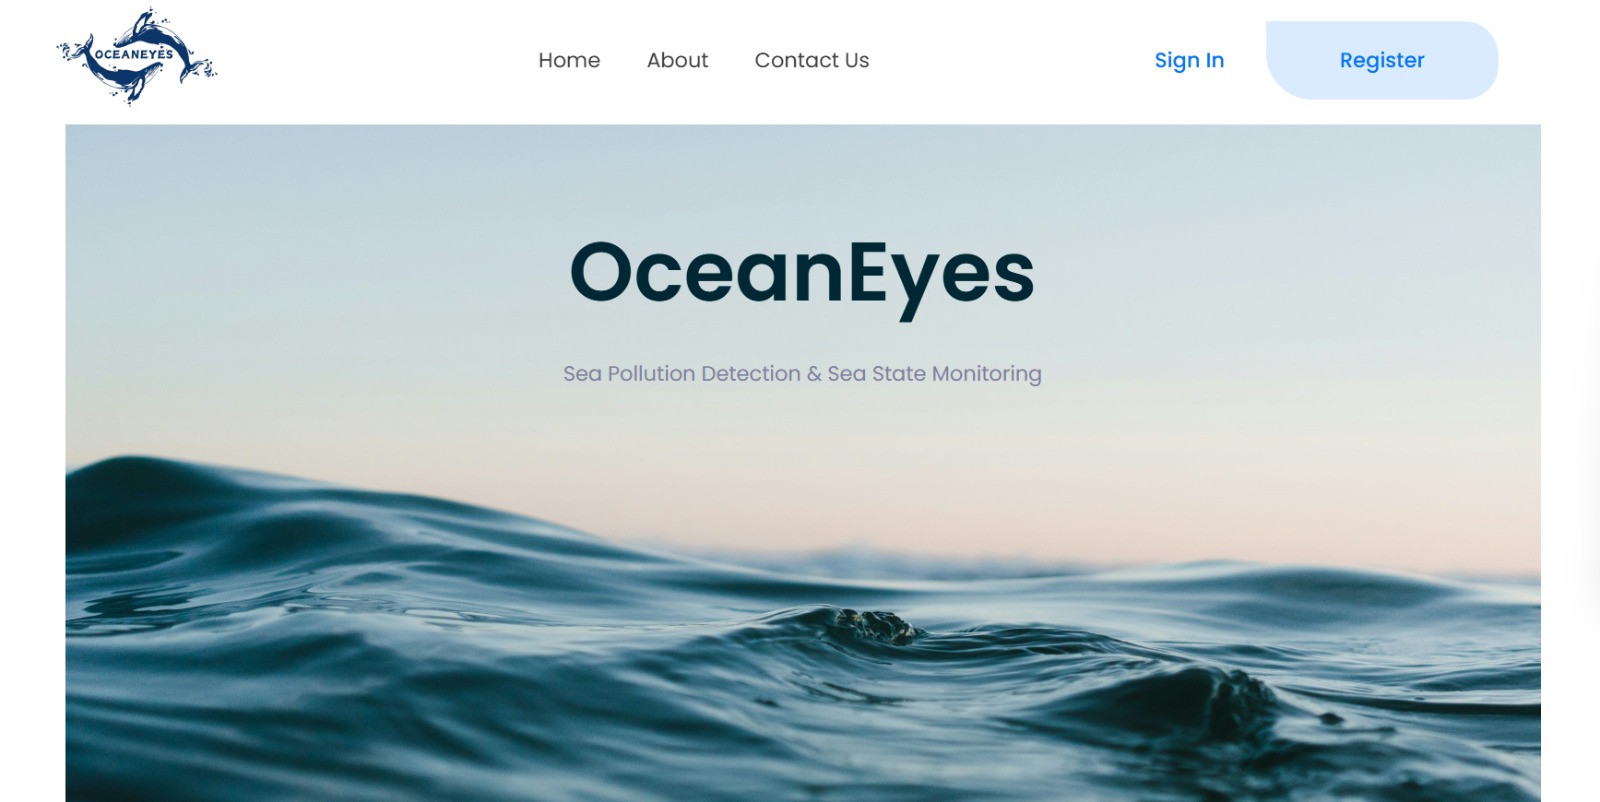 OCEANEYES
Home About Contact Us Sign In Register
OceanEyes
Sea Pollution Detection & Sea State Monitoring